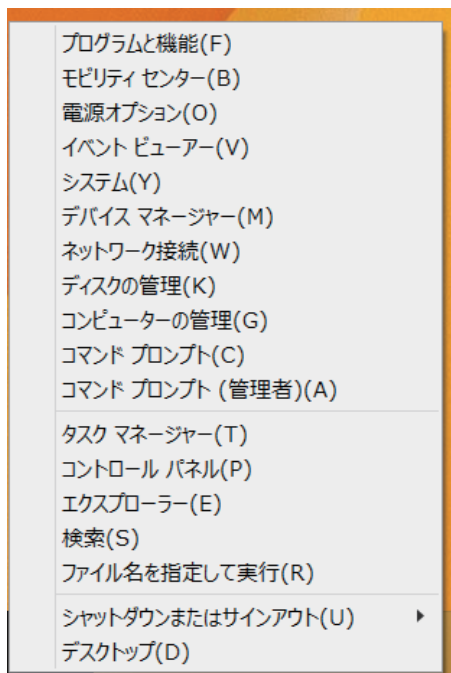 プログラムと機能(F)
モビリティ センター(B)
電源オプション(O)
イベント ビューアー(V)
システム(Y)
デバイス マネージャー(M)
ネットワーク接続(W)
ディスクの管理(K)
コンピューターの管理(G)
コマンド プロンプト(C)
コマンド プロンプト (管理者)(A)
タスク マネージャー(T)
コントロール パネル(P)
エクスプローラー(E)
検索(S)
ファイル名を指定して実行(R)
シャットダウンまたはサインアウト(U)
デスクトップ(D)